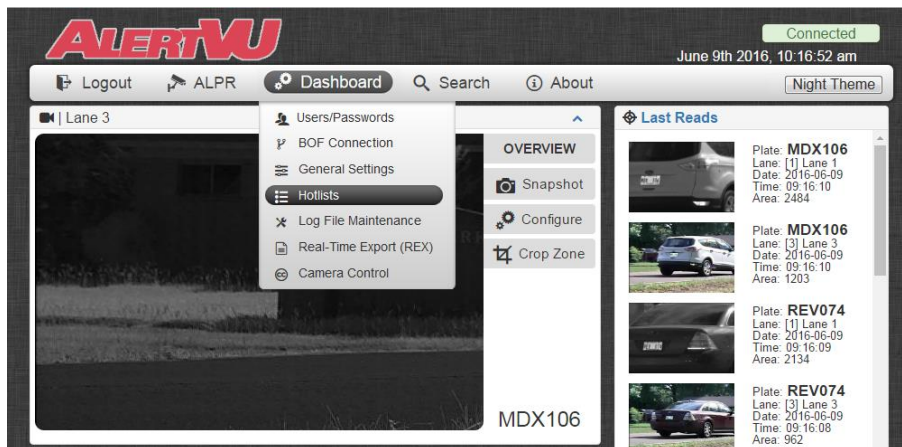 ALERTVU
Connected
June 9th 2016, 10:16:52 am
Logout ALPR Dashboard Search About Night Theme
| Lane 3
Users/Passwords
BOF Connection
General Settings
Hotlists
Log File Maintenance
Real-Time Export (REX)
Camera Control
OVERVIEW
Snapshot
Configure
Crop Zone
MDX106
Last Reads
Plate: MDX106
Lane: [1] Lane 1
Date: 2016-06-09
Time: 09:16:10
Area: 2484
Plate: MDX106
Lane: [3] Lane 3
Date: 2016-06-09
Time: 09:16:10
Area: 1203
Plate: REV074
Lane: [1] Lane 1
Date: 2016-06-09
Time: 09:16:09
Area: 2134
Plate: REV074
Lane: [3] Lane 3
Date: 2016-06-09
Time: 09:16:08
Area: 962